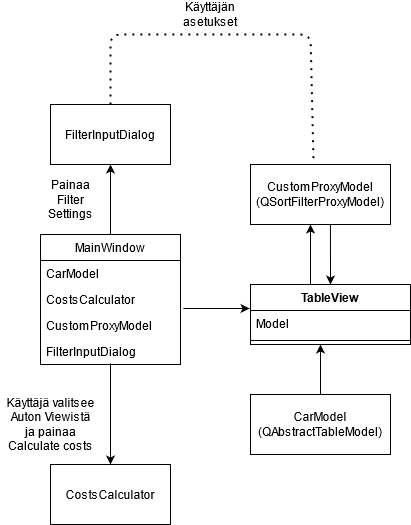 Käyttäjän
asetukset
FilterInputDialog
Painaa
Filter
Settings
CustomProxyModel
(QSortFilterProxyModel)
MainWindow
CarModel
CostsCalculator
CustomProxyModel
FilterInputDialog
TableView
Model
Käyttäjä valitsee
Auton Viewistä
ja painaa
Calculate costs
CarModel
(QAbstractTableModel)
CostsCalculator